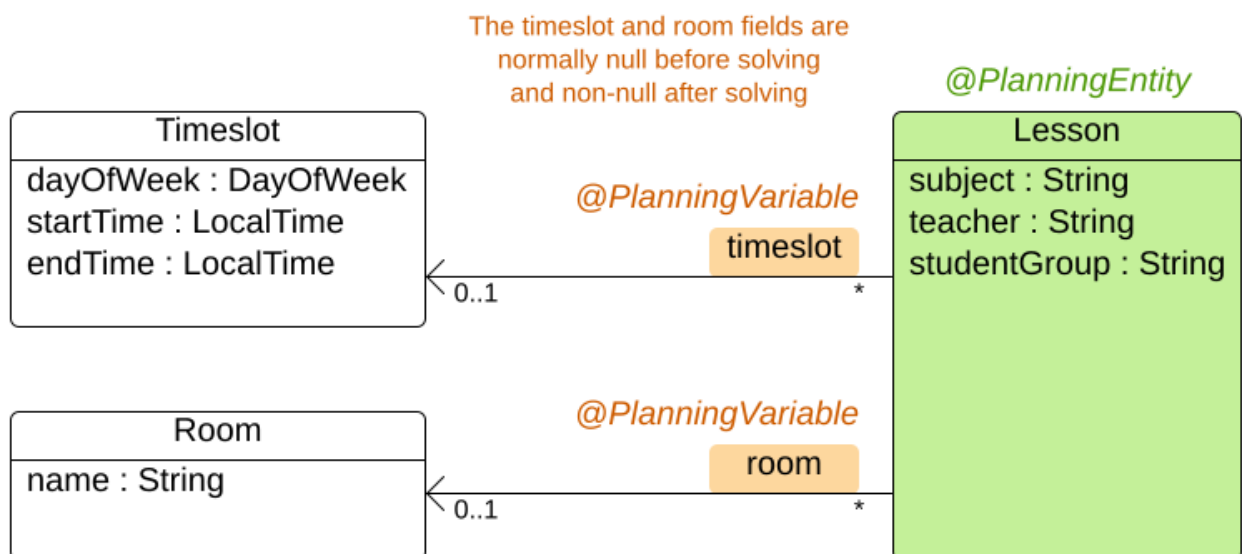 The timeslot and room fields are
normally null before solving
and non-null after solving
@PlanningEntity
Timeslot
dayOfWeek : DayOfWeek
startTime : LocalTime
endTime : LocalTime
@PlanningVariable
timeslot
0..1
*
Lesson
subject : String
teacher : String
studentGroup : String
Room
name : String
@PlanningVariable
room
0..1
*